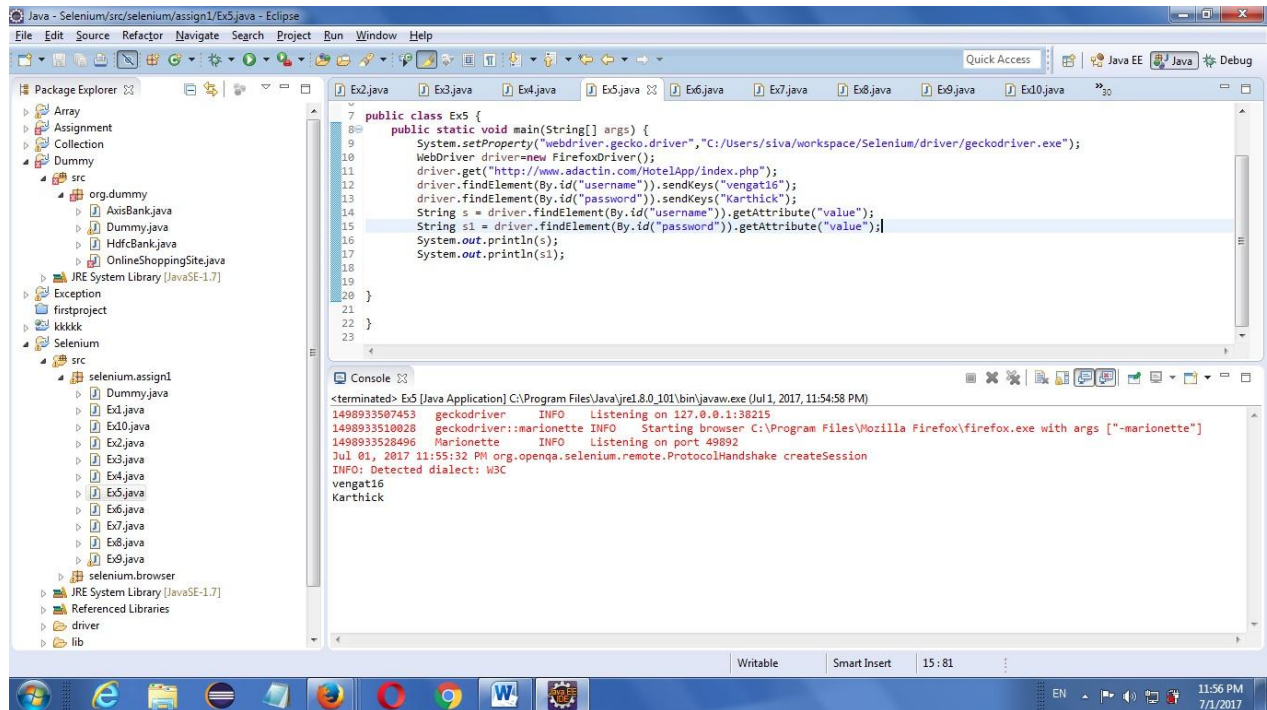 Java - Selenium/src/selenium/assign1/Ex5.java - Eclipse
File Edit Source Refactor Navigate Search Project Run Window Help
Quick Access Java EE Java Debug
Package Explorer
Array
Assignment
Collection
Dummy
src
org.dummy
AxisBank.java
Dummy.java
HdfcBank.java
OnlineShoppingSite.java
JRE System Library [JavaSE-1.7]
Exception
firstproject
kkkkk
Selenium
src
selenium.assign1
Dummy.java
Ex1.java
Ex10.java
Ex2.java
Ex3.java
Ex4.java
Ex5.java
Ex6.java
Ex7.java
Ex8.java
Ex9.java
selenium.browser
JRE System Library [JavaSE-1.7]
Referenced Libraries
driver
lib
Ex2.java Ex3.java Ex4.java Ex5.java Ex6.java Ex7.java Ex8.java Ex9.java Ex10.java »30
7 public class Ex5 {
8 public static void main(String[] args) {
9 System.setProperty("webdriver.gecko.driver","C:/Users/siva/workspace/Selenium/driver/geckodriver.exe");
10 WebDriver driver=new FirefoxDriver();
11 driver.get("http://www.adactin.com/HotelApp/index.php");
12 driver.findElement(By.id("username")).sendKeys("vengat16");
13 driver.findElement(By.id("password")).sendKeys("Karthick");
14 String s = driver.findElement(By.id("username")).getAttribute("value");
15 String s1 = driver.findElement(By.id("password")).getAttribute("value");
16 System.out.println(s);
17 System.out.println(s1);
18
19
20 }
21
22 }
23
Console
<terminated> Ex5 [Java Application] C:\Program Files\Java\jre1.8.0_101\bin\javaw.exe (Jul 1, 2017, 11:54:58 PM)
1498933507453 geckodriver INFO Listening on 127.0.0.1:38215
1498933510028 geckodriver::marionette INFO Starting browser C:\Program Files\Mozilla Firefox\firefox.exe with args ["-marionette"]
1498933528496 Marionette INFO Listening on port 49892
Jul 01, 2017 11:55:32 PM org.openqa.selenium.remote.ProtocolHandshake createSession
INFO: Detected dialect: W3C
vengat16
Karthick
Writable Smart Insert 15 : 81
EN 11:56 PM
7/1/2017